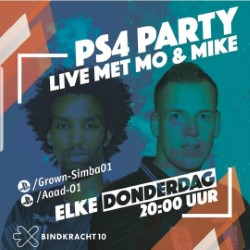 PS4 PARTY
LIVE MET MO & MIKE
/Grown-Simba01
/Aaad-01
ELKE DONDERDAG
20:00 UUR
BINDKRACHT10